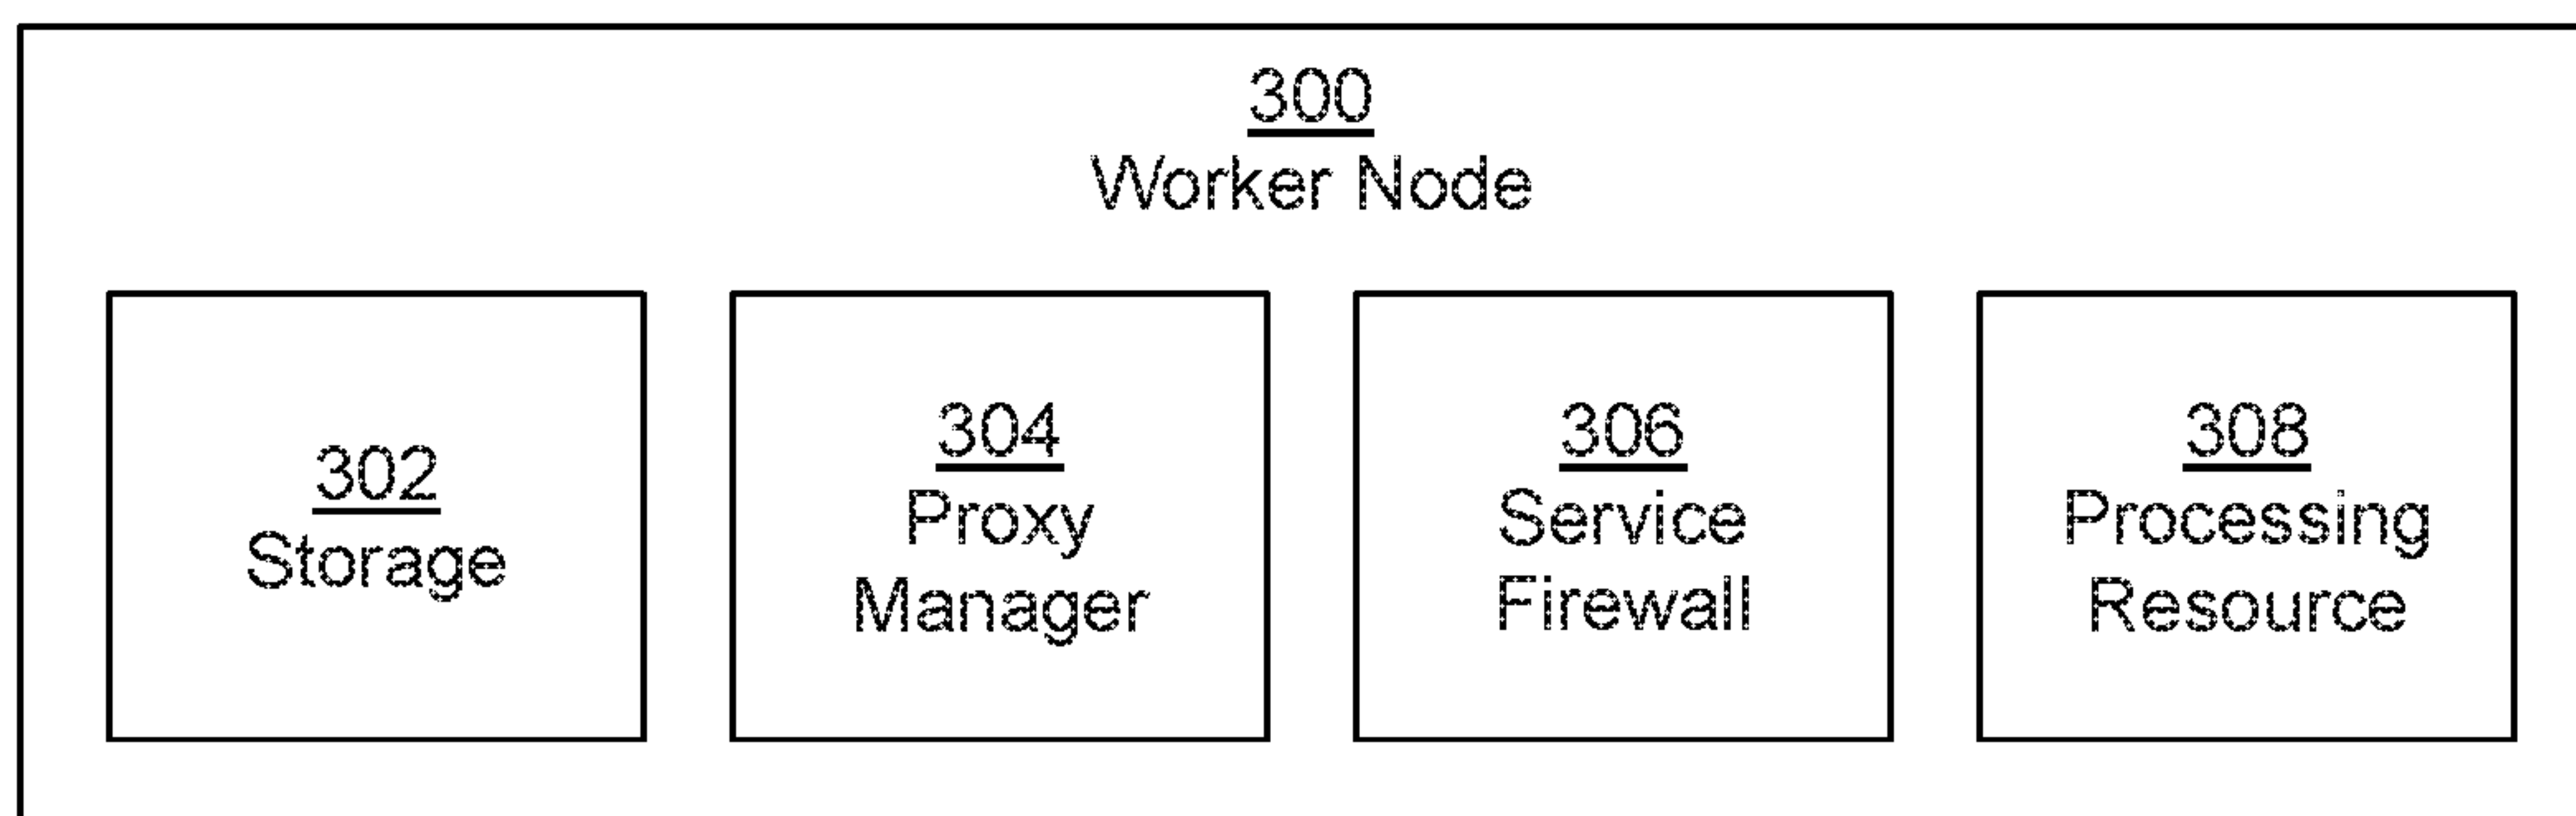 300
Worker Node
302
Storage
304
Proxy
Manager
306
Service
Firewall
308
Processing
Resource